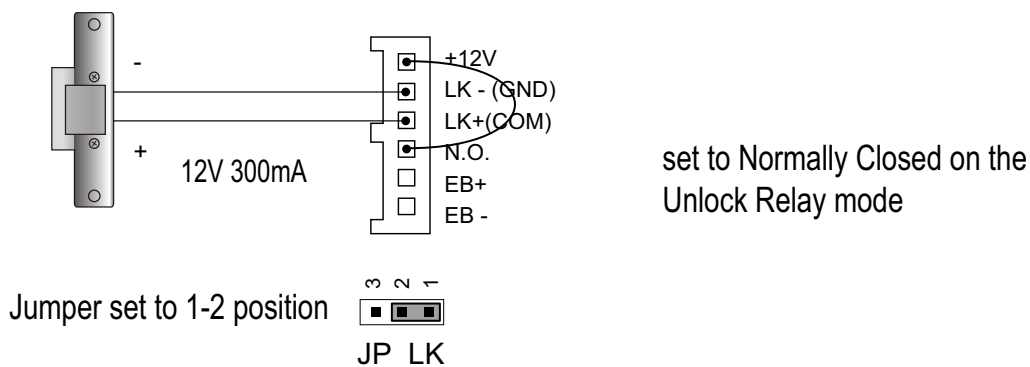 -
+
12V 300mA
+12V
LK - (GND)
LK+(COM)
N.O.
EB+
EB -
set to Normally Closed on the
Unlock Relay mode
Jumper set to 1-2 position
3 2 1
JP LK